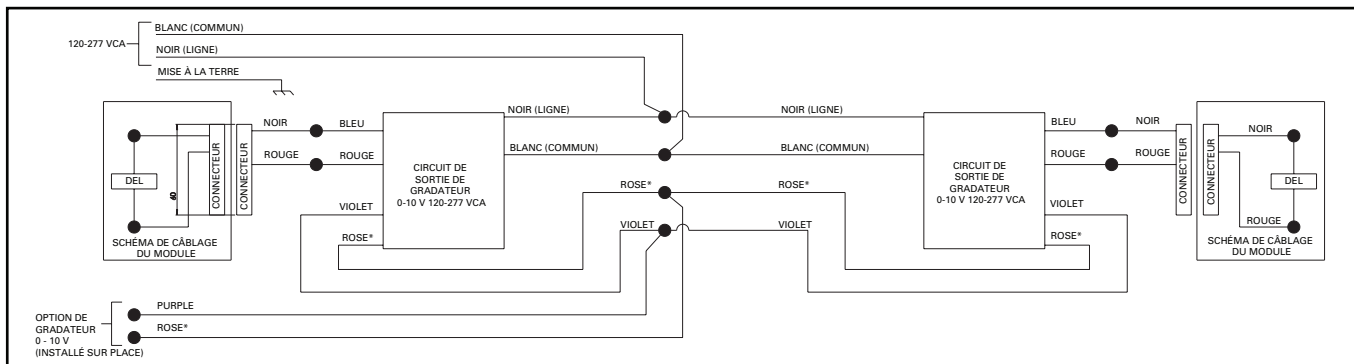 BLANC (COMMUN)
120-277 VCA
NOIR (LIGNE)
MISE À LA TERRE
NOIR
BLEU
NOIR (LIGNE)
NOIR (LIGNE)
BLEU
NOIR
NOIR
CONNECTEUR
CONNECTEUR
60
DEL
ROUGE
ROUGE
BLANC (COMMUN)
BLANC (COMMUN)
ROUGE
ROUGE
CONNECTEUR
CONNECTEUR
DEL
ROUGE
CIRCUIT DE
SORTIE DE
GRADATEUR
0-10 V 120-277 VCA
CIRCUIT DE
SORTIE DE
GRADATEUR
0-10 V 120-277 VCA
ROSE*
ROSE*
VIOLET
VIOLET
VIOLET
VIOLET
ROSE*
ROSE*
SCHÉMA DE CÂBLAGE
DU MODULE
SCHÉMA DE CÂBLAGE
DU MODULE
OPTION DE
GRADATEUR
0 - 10 V
(INSTALLÉ SUR PLACE)
PURPLE
ROSE*